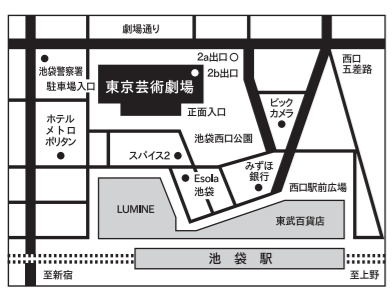 劇場通り
2a出口
2b出口
西口
五差路
池袋警察署
駐車場入口
東京芸術劇場
正面入口
ビック
カメラ
ホテル
メトロ
ポリタン
池袋西口公園
スパイス2
みずほ
銀行
Esola
池袋
西口駅前広場
LUMINE
東武百貨店
池袋駅
至新宿
至上野